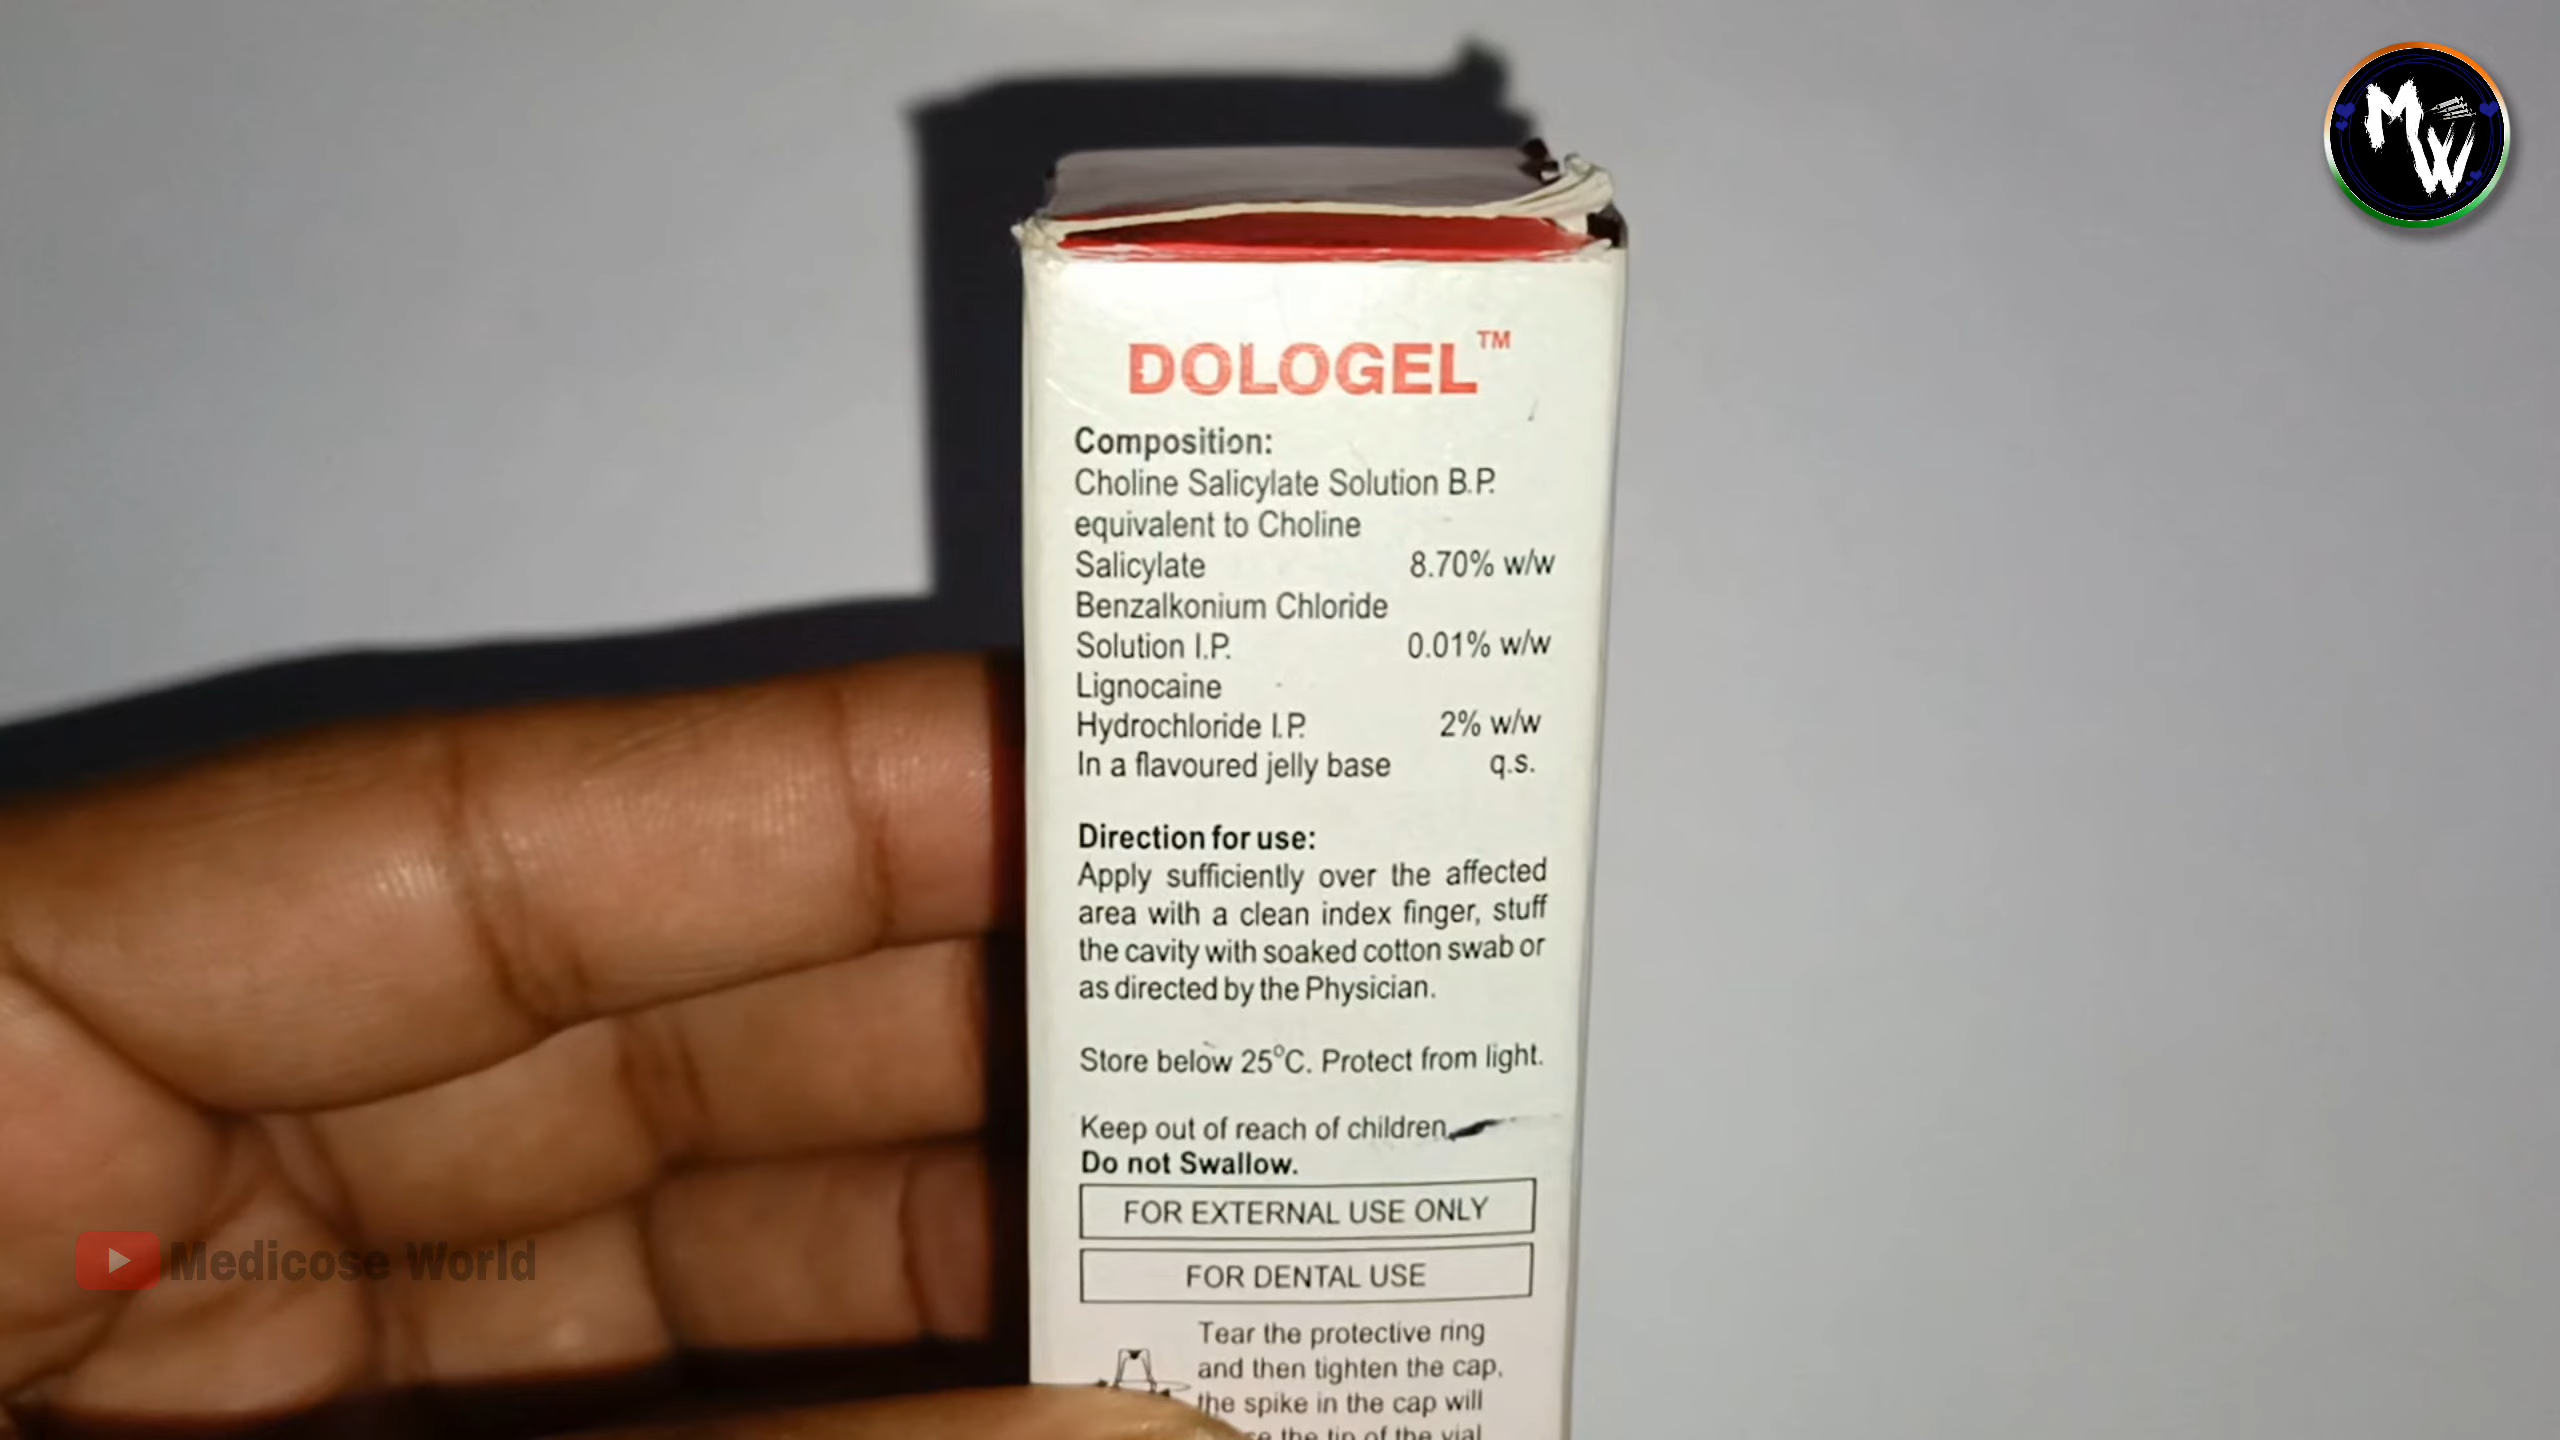 MW
DOLOGEL™
Composition:
Choline Salicylate Solution B.P.
equivalent to Choline
Salicylate 8.70% w/w
Benzalkonium Chloride
Solution I.P. 0.01% w/w
Lignocaine
Hydrochloride I.P. 2% w/w
In a flavoured jelly base q.s.
Direction for use:
Apply sufficiently over the affected
area with a clean index finger, stuff
the cavity with soaked cotton swab or
as directed by the Physician.
Store below 25°C. Protect from light.
Keep out of reach of children.
Do not Swallow.
FOR EXTERNAL USE ONLY
FOR DENTAL USE
Tear the protective ring
and then tighten the cap.
the spike in the cap will
the tip of the vial
Medicose World